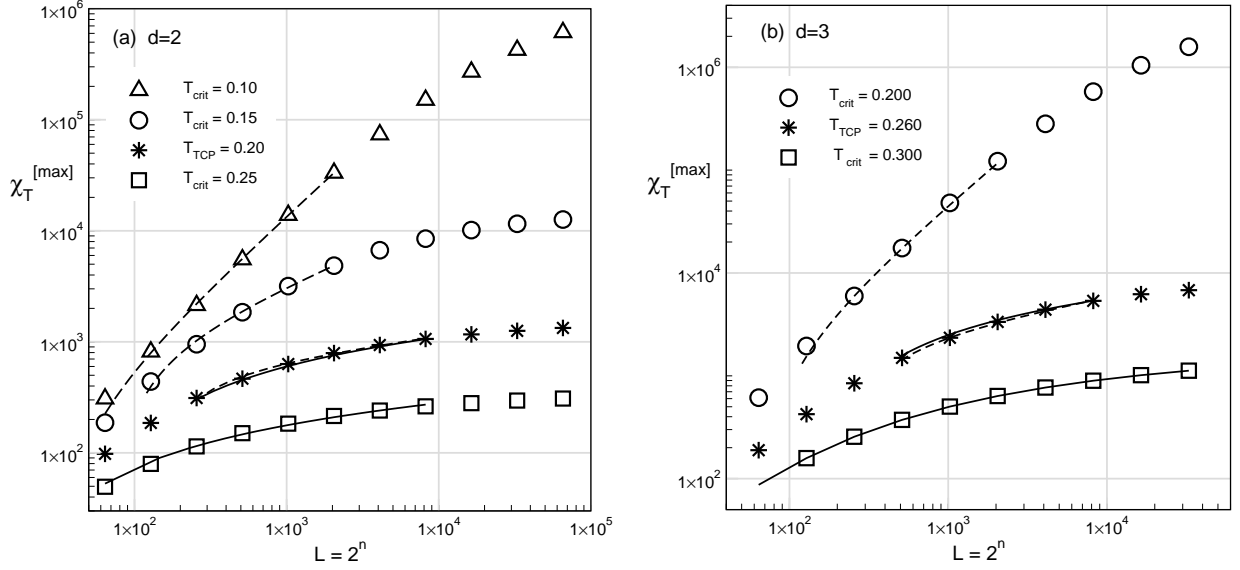 (a) d=2
T_crit = 0.10
T_crit = 0.15
T_TCP = 0.20
T_crit = 0.25
χ_T^[max]
1×10^6
1×10^5
1×10^4
1×10^3
1×10^2
1×10^2 1×10^3 1×10^4 1×10^5
L = 2^n
(b) d=3
T_crit = 0.200
T_TCP = 0.260
T_crit = 0.300
χ_T^[max]
1×10^6
1×10^4
1×10^2
1×10^2 1×10^3 1×10^4
L = 2^n